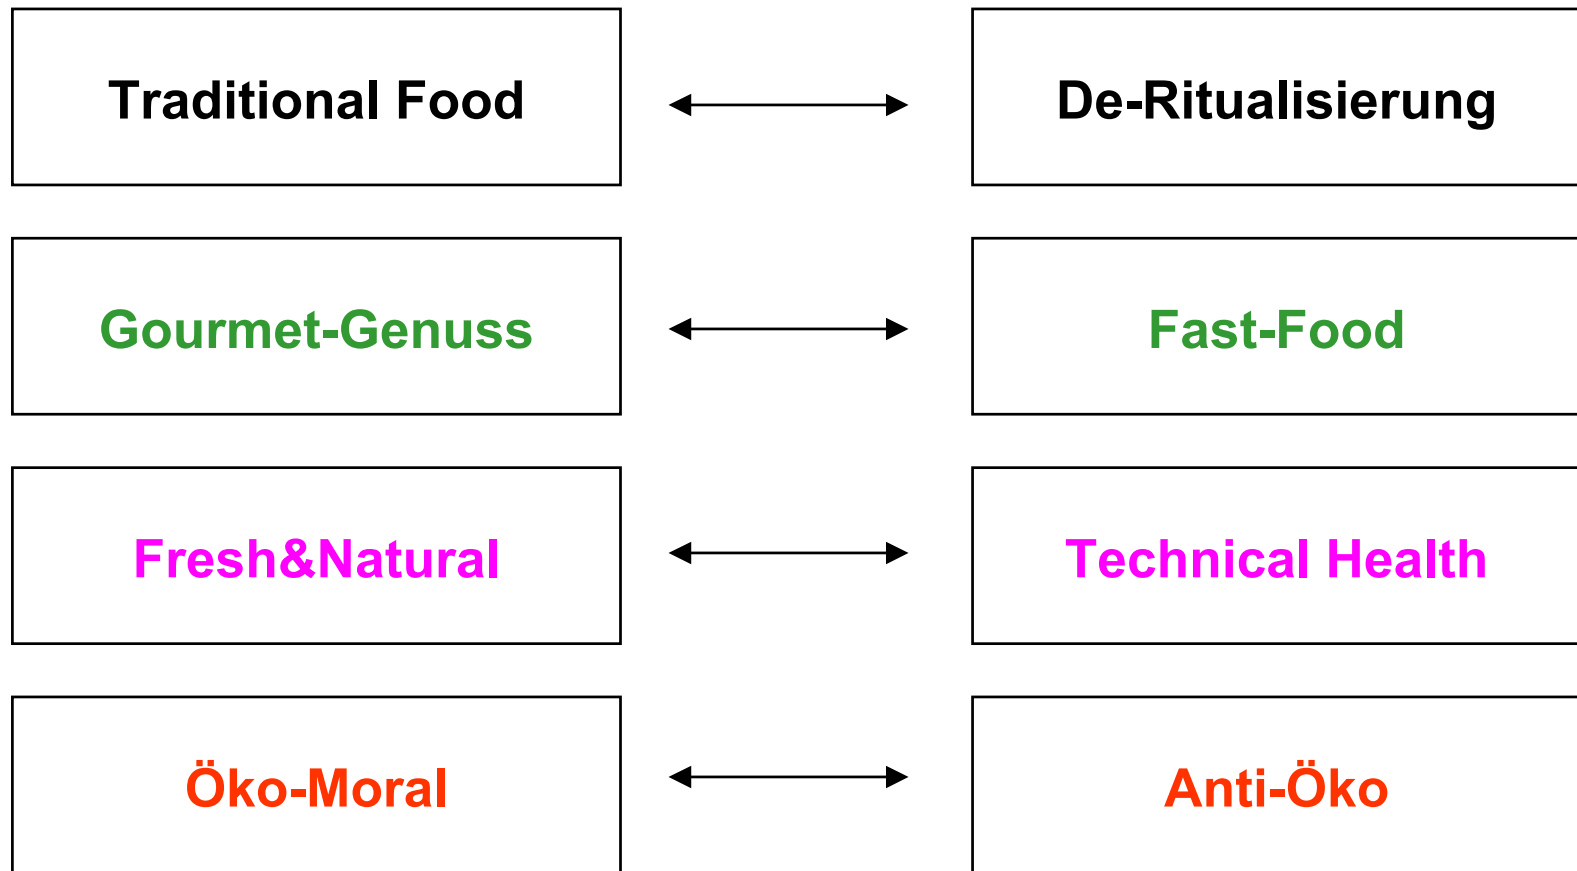 Traditional Food
De-Ritualisierung
Gourmet-Genuss
Fast-Food
Fresh&Natural
Technical Health
Öko-Moral
Anti-Öko